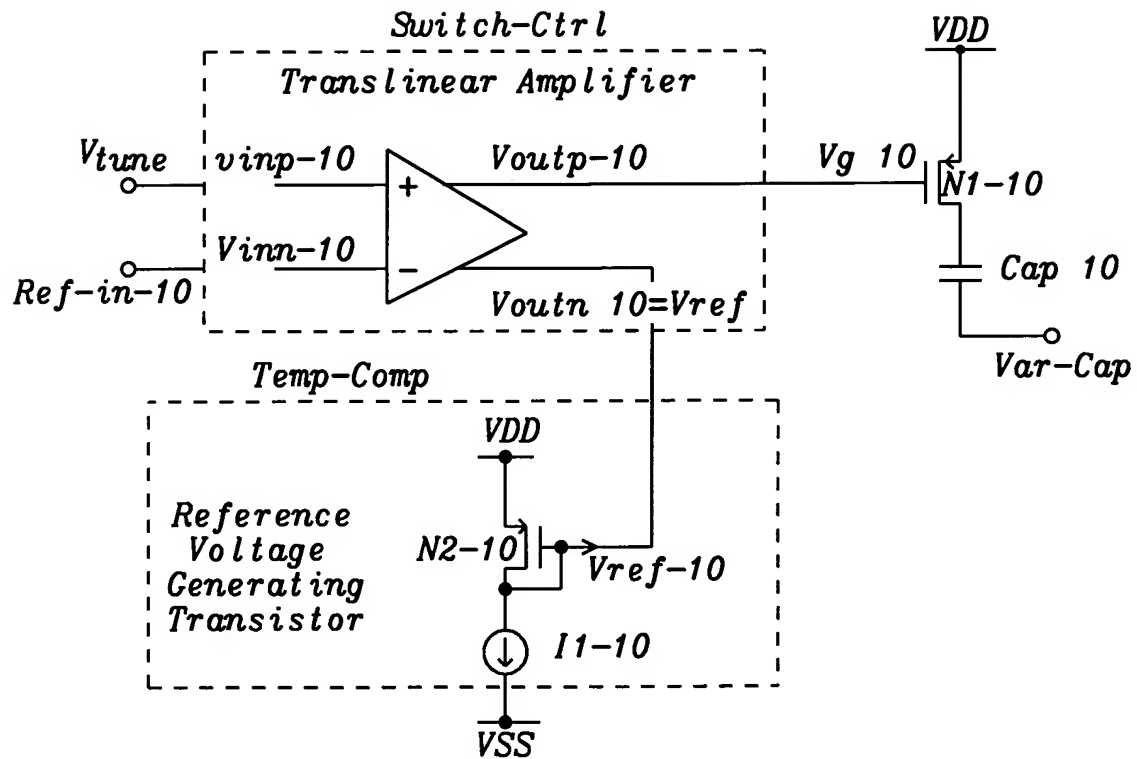 Switch-Ctrl
VDD
Translinear Amplifier
Vtune
vinp-10
+
Voutp-10
Vg 10
N1-10
Ref-in-10
Vinn-10
-
Voutn 10=Vref
Cap 10
Var-Cap
Temp-Comp
VDD
Reference
Voltage
Generating
Transistor
N2-10
Vref-10
I1-10
VSS